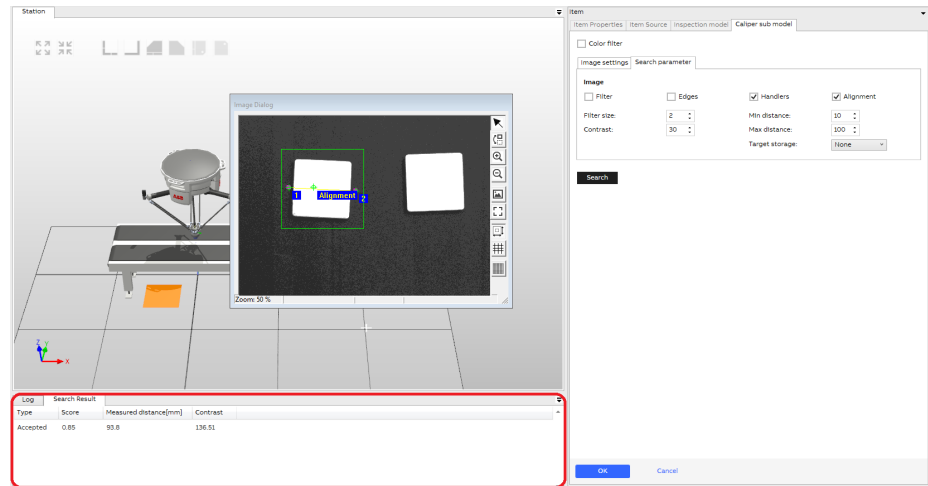 Station
Item
Item Properties Item Source Inspection model Caliper sub model
Color filter
Image settings Search parameter
Image
Filter Edges Handlers Alignment
Filter size: 2 Min distance: 10
Contrast: 30 Max distance: 100
Target storage: None
Search
Image Dialog
1 Alignment 2
Zoom: 50 %
ABB
Z y
X
Log Search Result
Type Score Measured distance[mm] Contrast
Accepted 0.85 93.8 136.51
OK Cancel